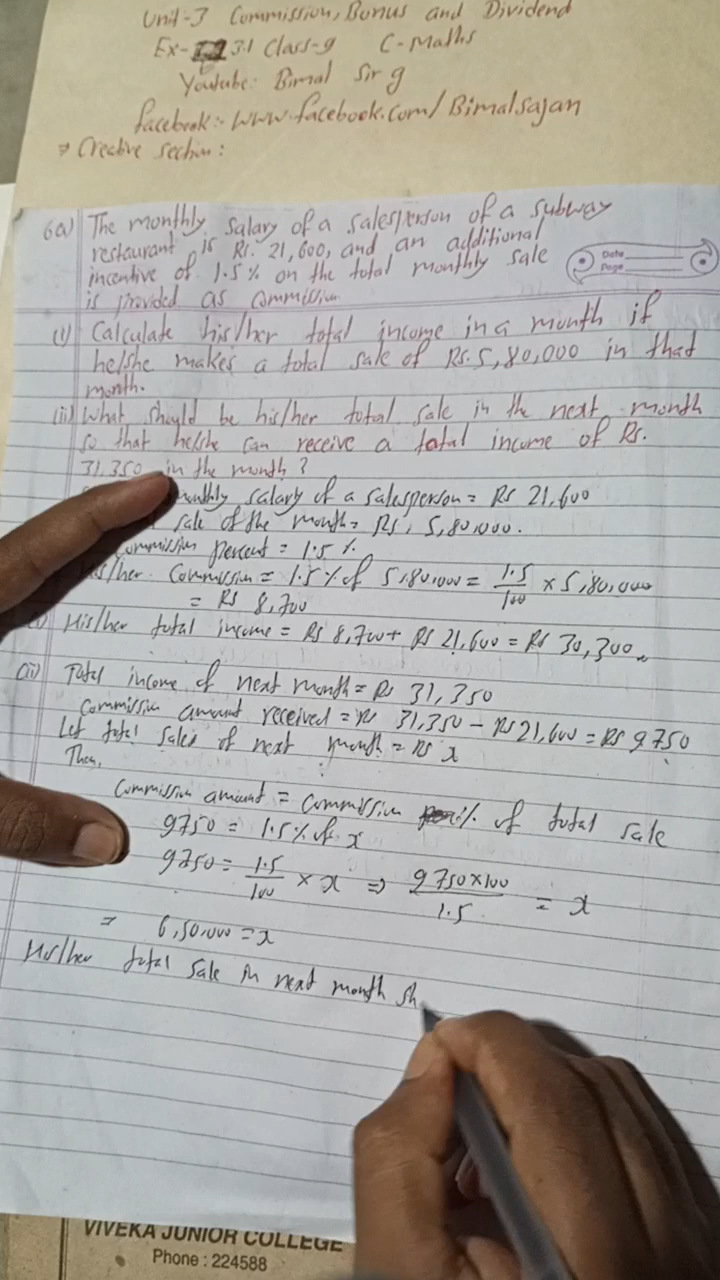 Unit-3 Commission, Bonus and Dividend
Ex- 3.1 Class-9 C-Maths
Youtube: Bimal Sir g
facebook:- www.facebook.com/Bimalsajan
⇒ Creative section:
6a) The monthly salary of a salesperson of a subway
restaurant is Rs. 21,600, and an additional
incentive of 1.5% on the total monthly sale
is provided as commission
Date
Page
(i) Calculate his/her total income in a month if
he/she makes a total sale of Rs. 5,80,000 in that
month.
(ii) What should be his/her total sale in the next month
so that he/she can receive a total income of Rs.
31,350 in the month?
monthly salary of a salesperson = Rs 21,600
sale of the month = Rs, 5,80,000.
commission percent = 1.5 %
His/her commission = 1.5% of 5,80,000 = 1.5/100 × 5,80,000
= Rs 8,700
His/her total income = Rs 8,700 + Rs 21,600 = Rs 30,300
(ii) Total income of next month = Rs 31,350
Commission amount received = Rs 31,350 - Rs 21,600 = Rs 9750
Let total sales of next month = Rs x
Then,
Commission amount = commission % of total sale
9750 = 1.5% of x
9750 = 1.5/100 × x ⇒ 9750×100/1.5 = x
⇒ 6,50,000 = x
His/her total sale in next month sh
VIVEKA JUNIOR COLLEGE
Phone : 224588